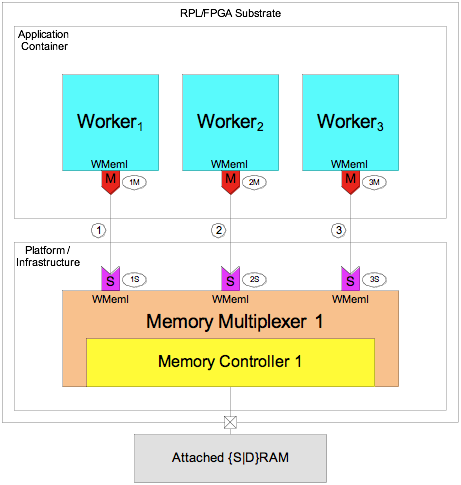 RPL/FPGA Substrate
Application
Container
Worker1 Worker2 Worker3
WMemI WMemI WMemI
M 1M M 2M M 3M
1 2 3
Platform /
Infrastructure
S 1S S 2S S 3S
WMemI WMemI WMemI
Memory Multiplexer 1
Memory Controller 1
Attached {S|D}RAM